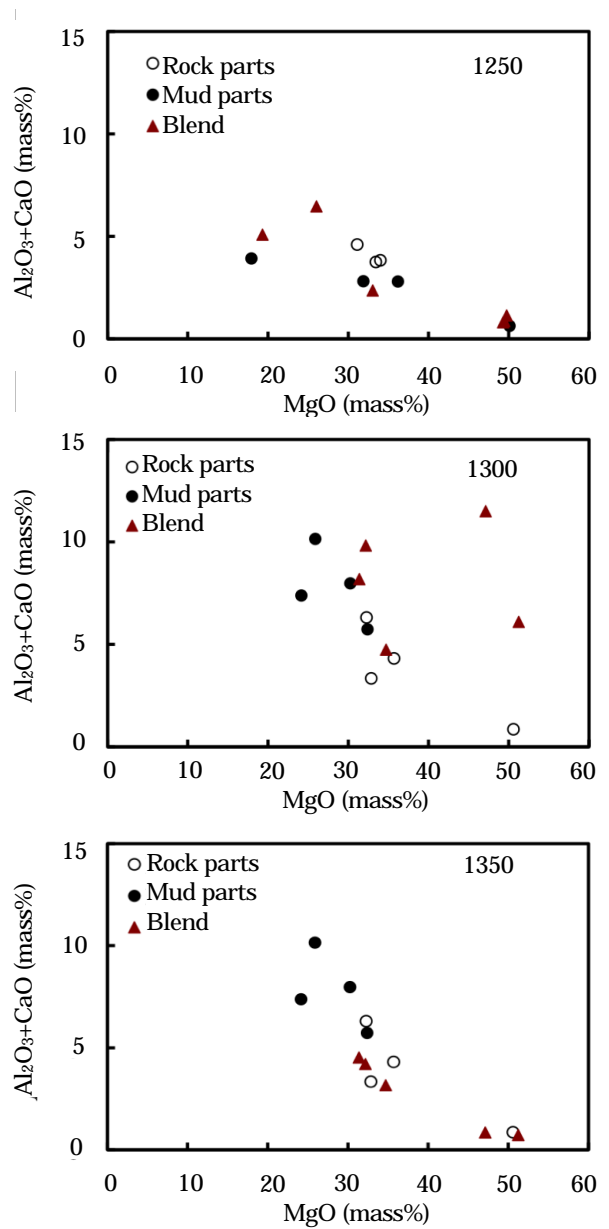 15
Rock parts
1250
Mud parts
Blend
10
Al₂O₃+CaO (mass%)
5
0
0 10 20 30 40 50 60
MgO (mass%)
15
Rock parts
1300
Mud parts
Blend
10
Al₂O₃+CaO (mass%)
5
0
0 10 20 30 40 50 60
MgO (mass%)
15
Rock parts
1350
Mud parts
Blend
10
Al₂O₃+CaO (mass%)
5
0
0 10 20 30 40 50 60
MgO (mass%)